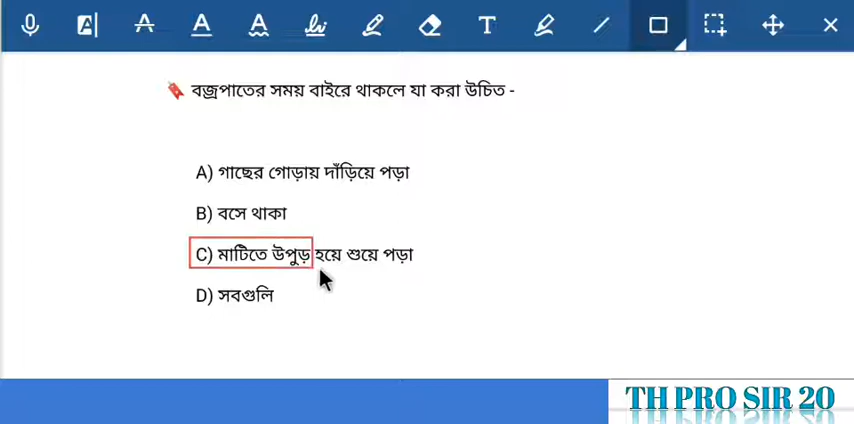 বজ্রপাতের সময় বাইরে থাকলে যা করা উচিত -
A) গাছের গোড়ায় দাঁড়িয়ে পড়া
B) বসে থাকা
C) মাটিতে উপুড় হয়ে শুয়ে পড়া
D) সবগুলি
TH PRO SIR 20